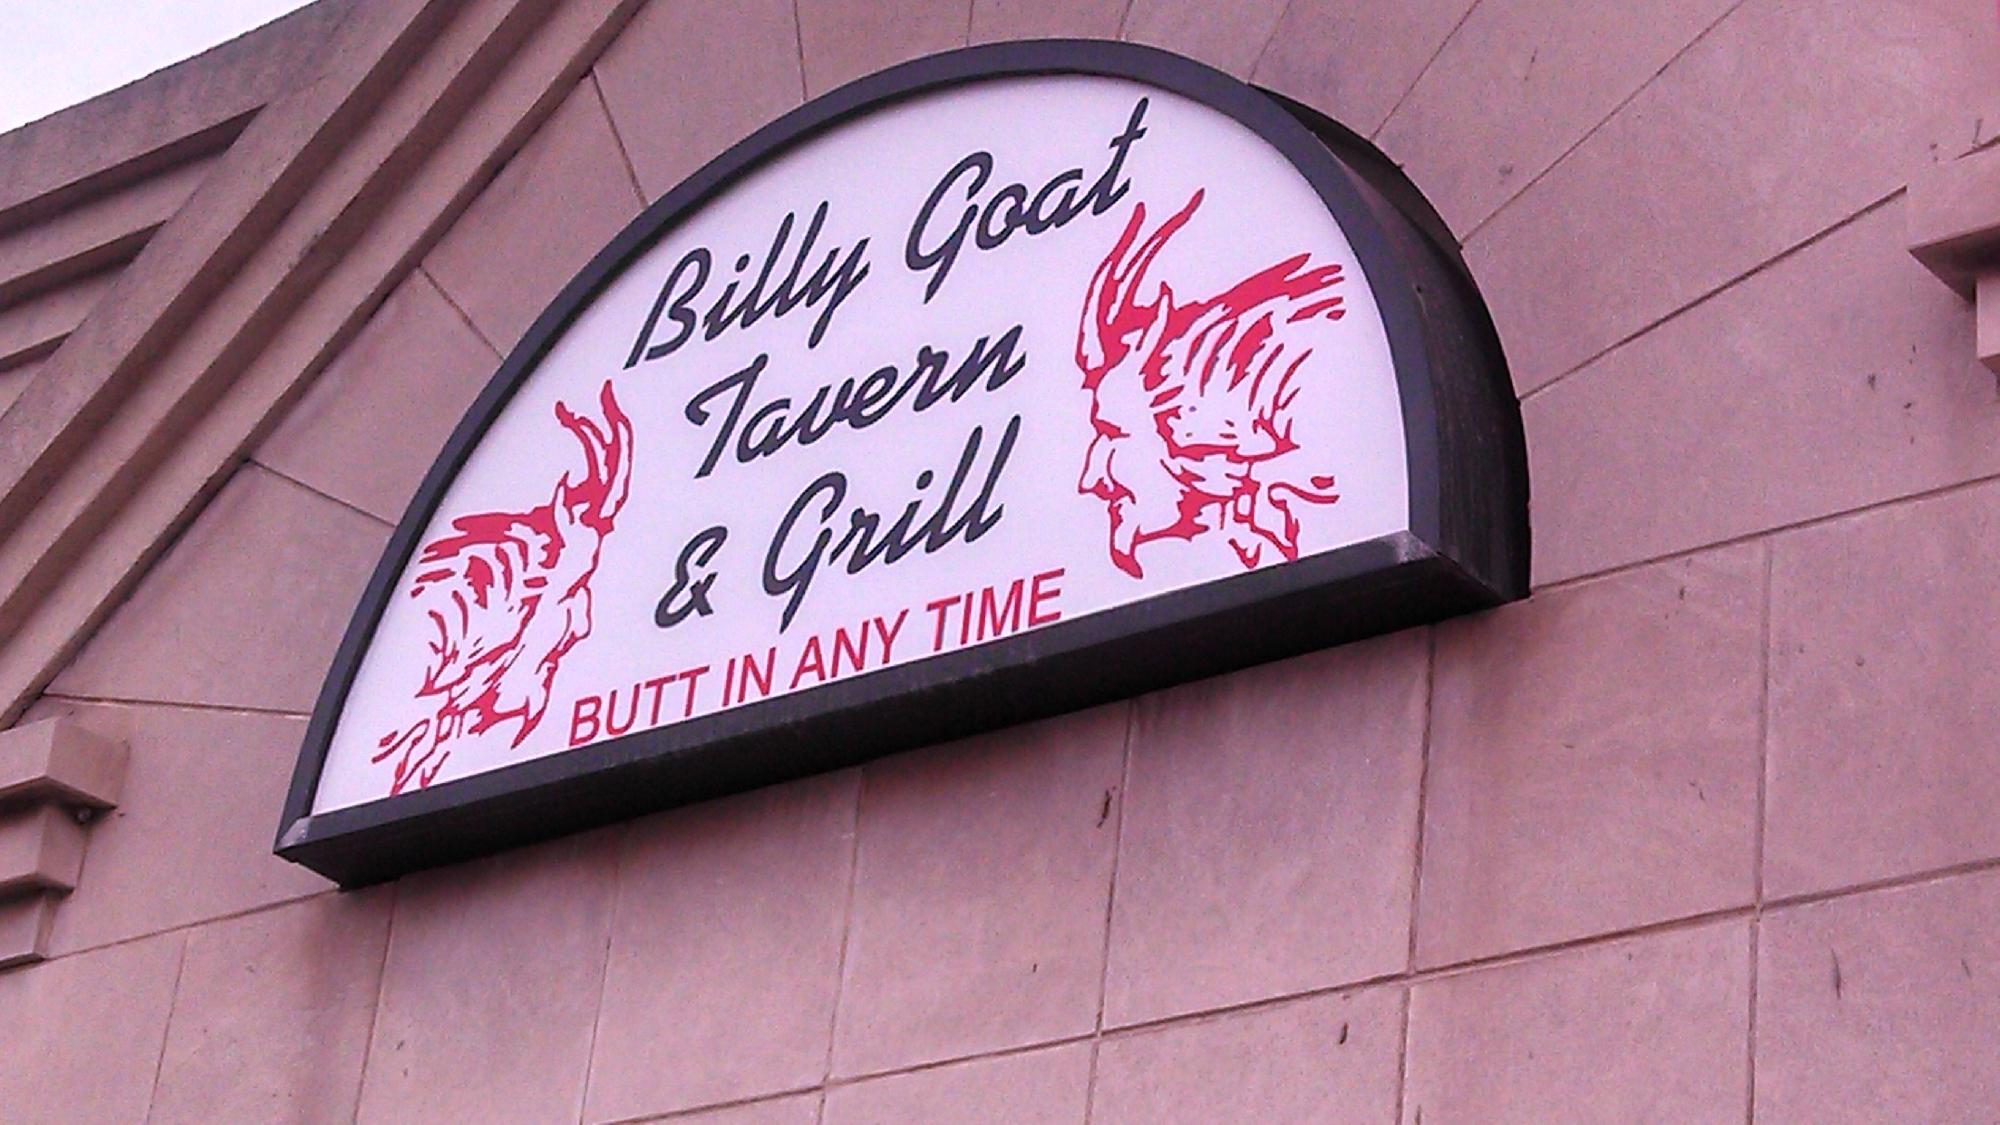 Billy Goat
Tavern
& Grill
BUTT IN ANY TIME